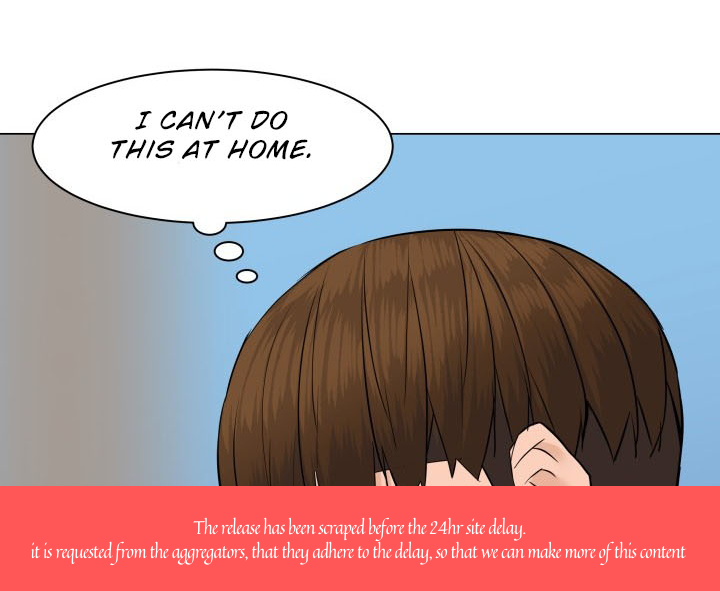 I CAN'T DO
THIS AT HOME.
The release has been scraped before the 24hr site delay.
it is requested from the aggregators, that they adhere to the delay, so that we can make more of this content